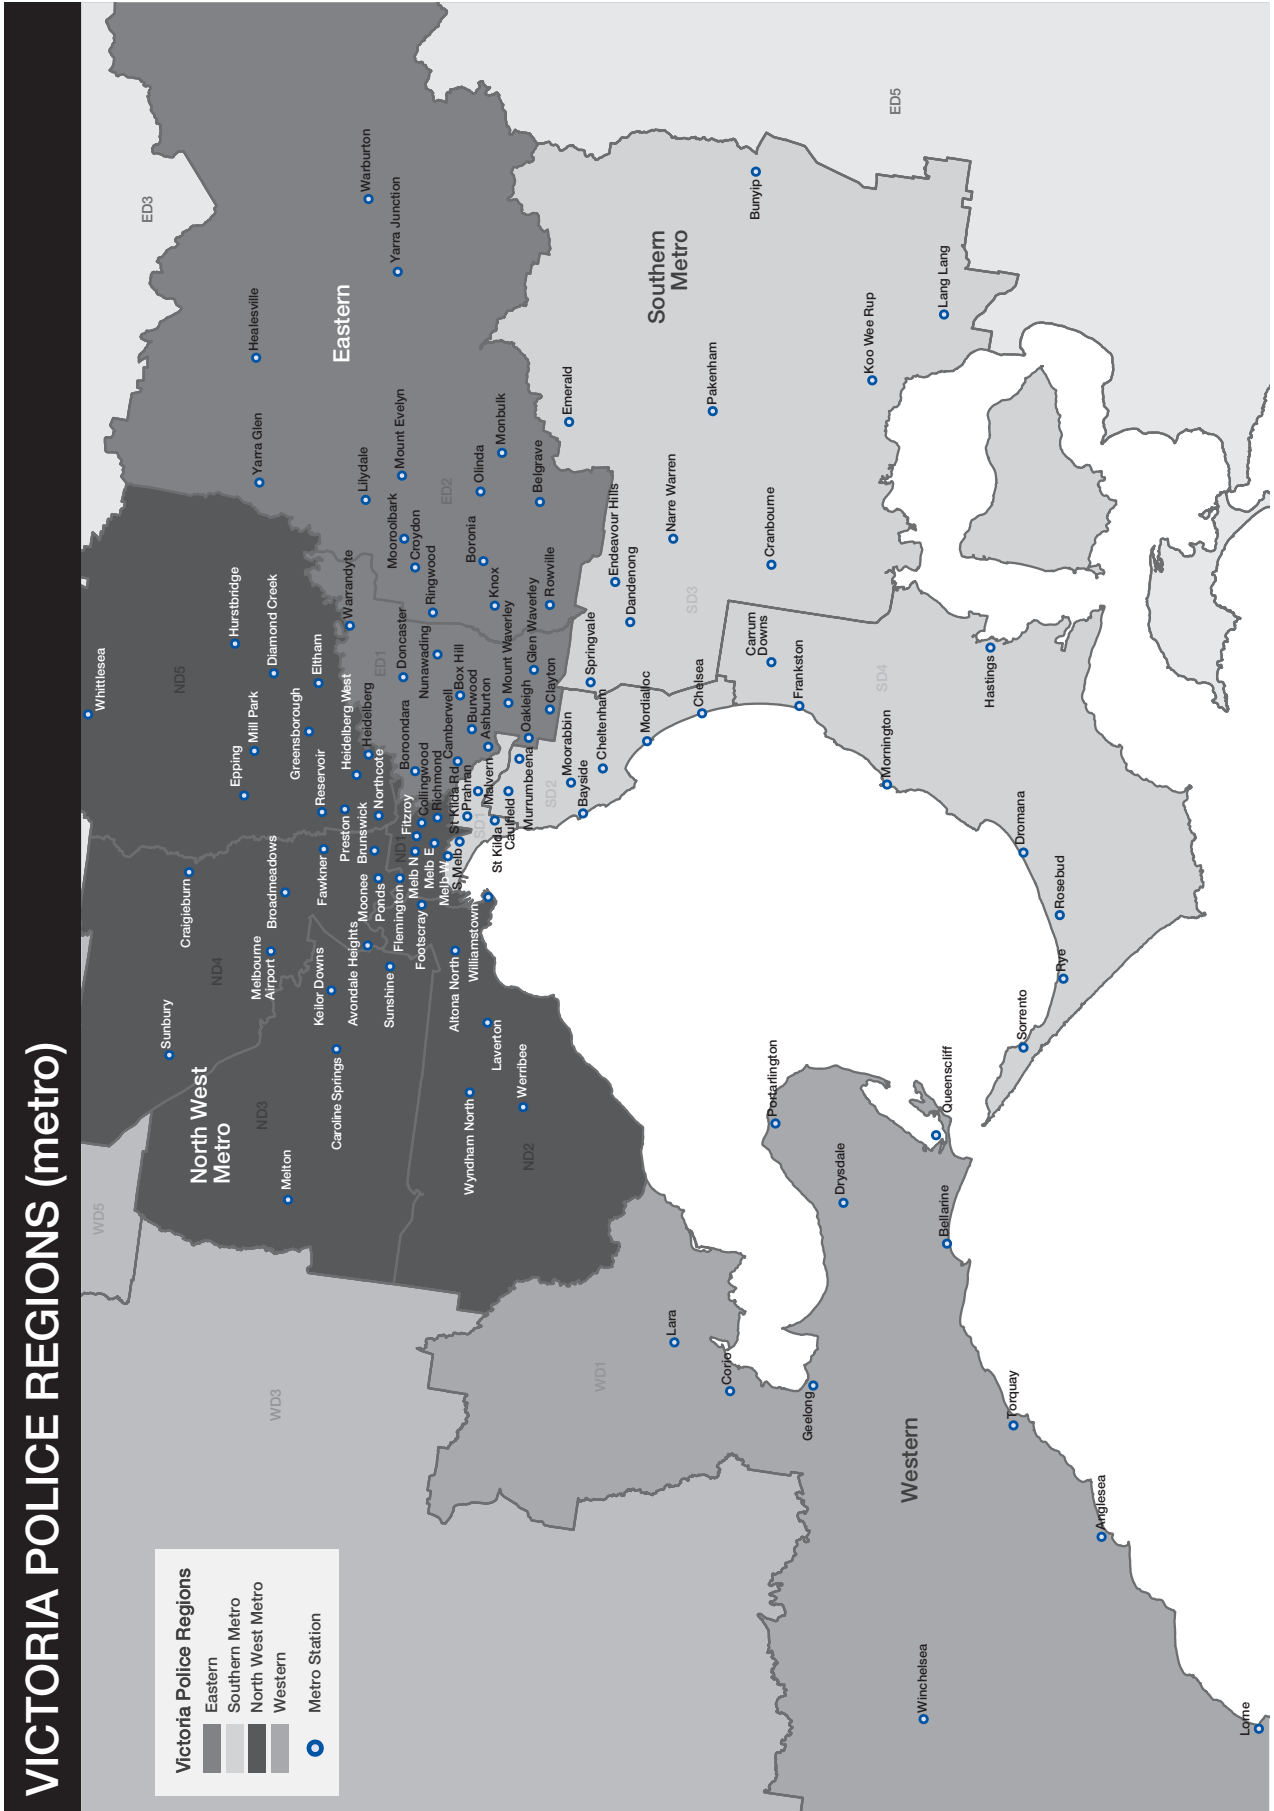 VICTORIA POLICE REGIONS (metro)
Victoria Police Regions
Eastern
Southern Metro
North West Metro
Western
Metro Station
WD5
WD3
WD1
ND5
ND4
ND3
ND2
ND1
ED3
ED5
ED2
ED1
SD1
SD2
SD3
SD4
North West
Metro
Eastern
Southern
Metro
Western
Whittlesea
Hurstbridge
Diamond Creek
Mill Park
Epping
Eltham
Greensborough
Reservoir
Heidelberg West
Heidelberg
Preston
Northcote
Brunswick
Fawkner
Craigieburn
Broadmeadows
Melbourne
Airport
Sunbury
Keilor Downs
Avondale Heights
Moonee
Ponds
Flemington
Footscray
Sunshine
Caroline Springs
Melton
Altona North
Williamstown
Laverton
Werribee
Wyndham North
Fitzroy
Collingwood
Richmond
Melb N
Melb E
Melb W
S Melb
St Kilda Rd
Prahran
Malvern
St Kilda
Caulfield
Murrumbeena
Warburton
Yarra Junction
Healesville
Yarra Glen
Lilydale
Mount Evelyn
Mooroolbark
Croydon
Ringwood
Warrandyte
Doncaster
Nunawading
Box Hill
Boroondara
Camberwell
Burwood
Ashburton
Mount Waverley
Glen Waverley
Oakleigh
Clayton
Knox
Boronia
Rowville
Olinda
Monbulk
Belgrave
Emerald
Endeavour Hills
Dandenong
Springvale
Narre Warren
Pakenham
Bunyip
Koo Wee Rup
Lang Lang
Cranbourne
Carrum
Downs
Frankston
Chelsea
Mordialloc
Cheltenham
Moorabbin
Bayside
Hastings
Mornington
Dromana
Rosebud
Rye
Sorrento
Queenscliff
Portarlington
Drysdale
Bellarine
Lara
Corio
Geelong
Torquay
Anglesea
Winchelsea
Lorne